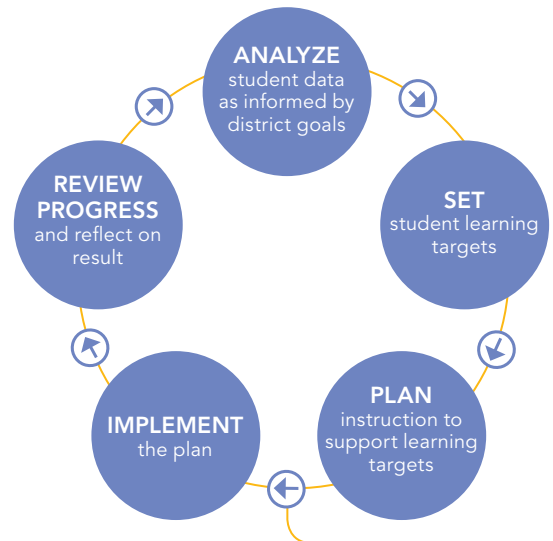 ANALYZE
student data
as informed by
district goals
SET
student learning
targets
PLAN
instruction to
support learning
targets
IMPLEMENT
the plan
REVIEW
PROGRESS
and reflect on
result